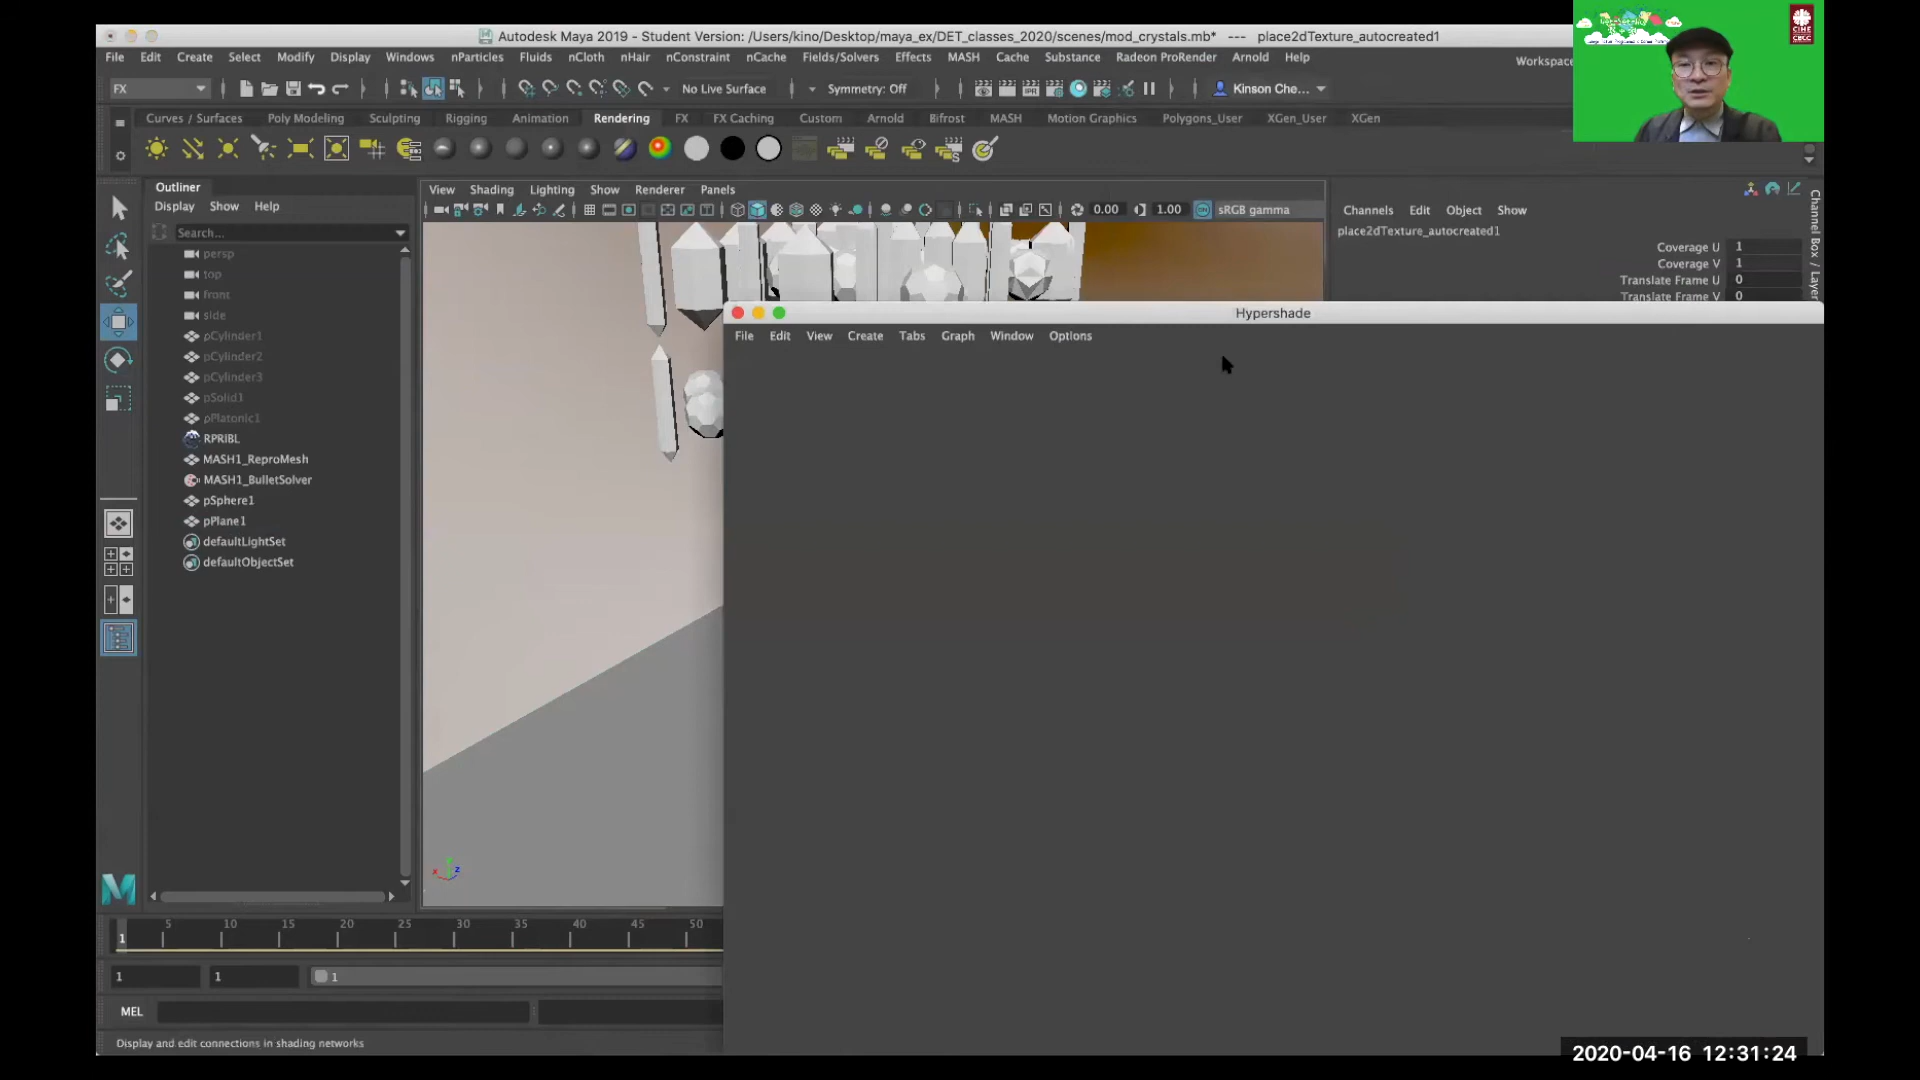 Autodesk Maya 2019 - Student Version: /Users/kino/Desktop/maya_ex/DET_classes_2020/scenes/mod_crystals.mb* --- place2dTexture_autocreated1
File Edit Create Select Modify Display Windows nParticles Fluids nCloth nHair nConstraint nCache Fields/Solvers Effects MASH Cache Substance Radeon ProRender Arnold Help
Workspace
FX
No Live Surface
Symmetry: Off
Kinson Che...
Curves / Surfaces Poly Modeling Sculpting Rigging Animation Rendering FX FX Caching Custom Arnold Bifrost MASH Motion Graphics Polygons_User XGen_User XGen
Outliner
Display Show Help
Search...
persp
top
front
side
pCylinder1
pCylinder2
pCylinder3
pSolid1
pPlatonic1
RPRIBL
MASH1_ReproMesh
MASH1_BulletSolver
pSphere1
pPlane1
defaultLightSet
defaultObjectSet
View Shading Lighting Show Renderer Panels
0.00 1.00 sRGB gamma
Channels Edit Object Show
place2dTexture_autocreated1
Coverage U 1
Coverage V 1
Translate Frame U 0
Translate Frame V 0
Channel Box / Layer
Hypershade
File Edit View Create Tabs Graph Window Options
x y z
1 5 10 15 20 25 30 35 40 45 50
1 1 1
MEL
Display and edit connections in shading networks
CIHE
CBCC
2020-04-16 12:31:24